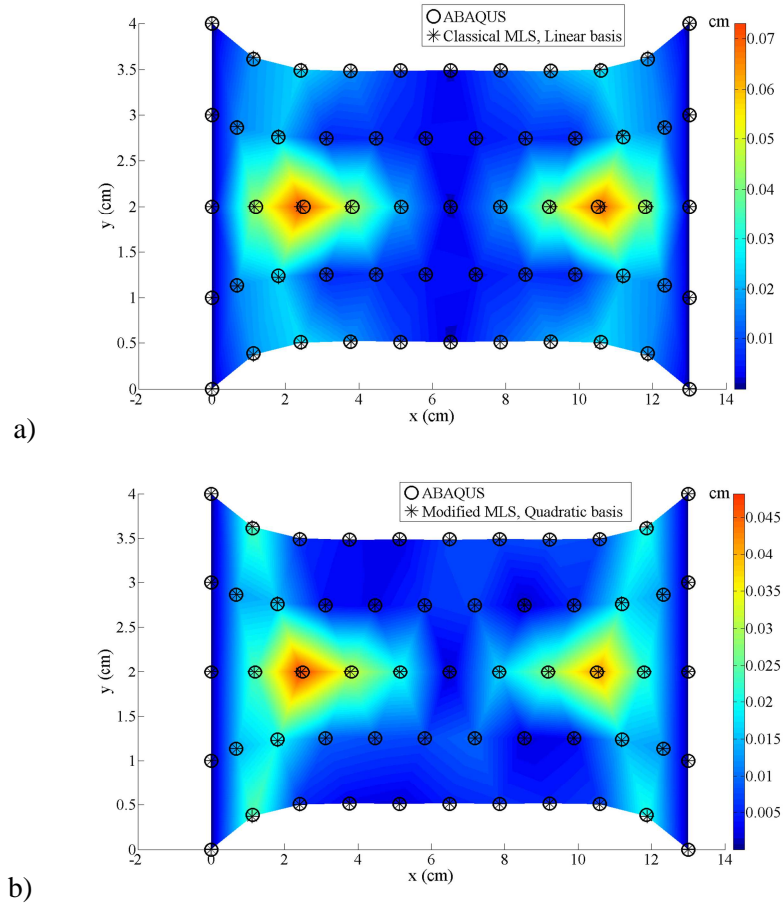 ABAQUS
Classical MLS, Linear basis
cm
4
3.5
3
2.5
2
1.5
1
0.5
0
y (cm)
-2 0 2 4 6 8 10 12 14
x (cm)
0.07
0.06
0.05
0.04
0.03
0.02
0.01
0
a)
ABAQUS
Modified MLS, Quadratic basis
cm
4
3.5
3
2.5
2
1.5
1
0.5
0
y (cm)
-2 0 2 4 6 8 10 12 14
x (cm)
0.045
0.04
0.035
0.03
0.025
0.02
0.015
0.01
0.005
b)